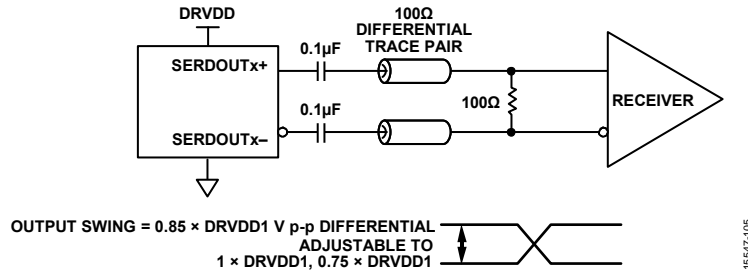 DRVDD
100Ω
DIFFERENTIAL
TRACE PAIR
0.1µF
SERDOUTx+
100Ω
RECEIVER
0.1µF
SERDOUTx–
OUTPUT SWING = 0.85 × DRVDD1 V p-p DIFFERENTIAL
ADJUSTABLE TO
1 × DRVDD1, 0.75 × DRVDD1
15547-105